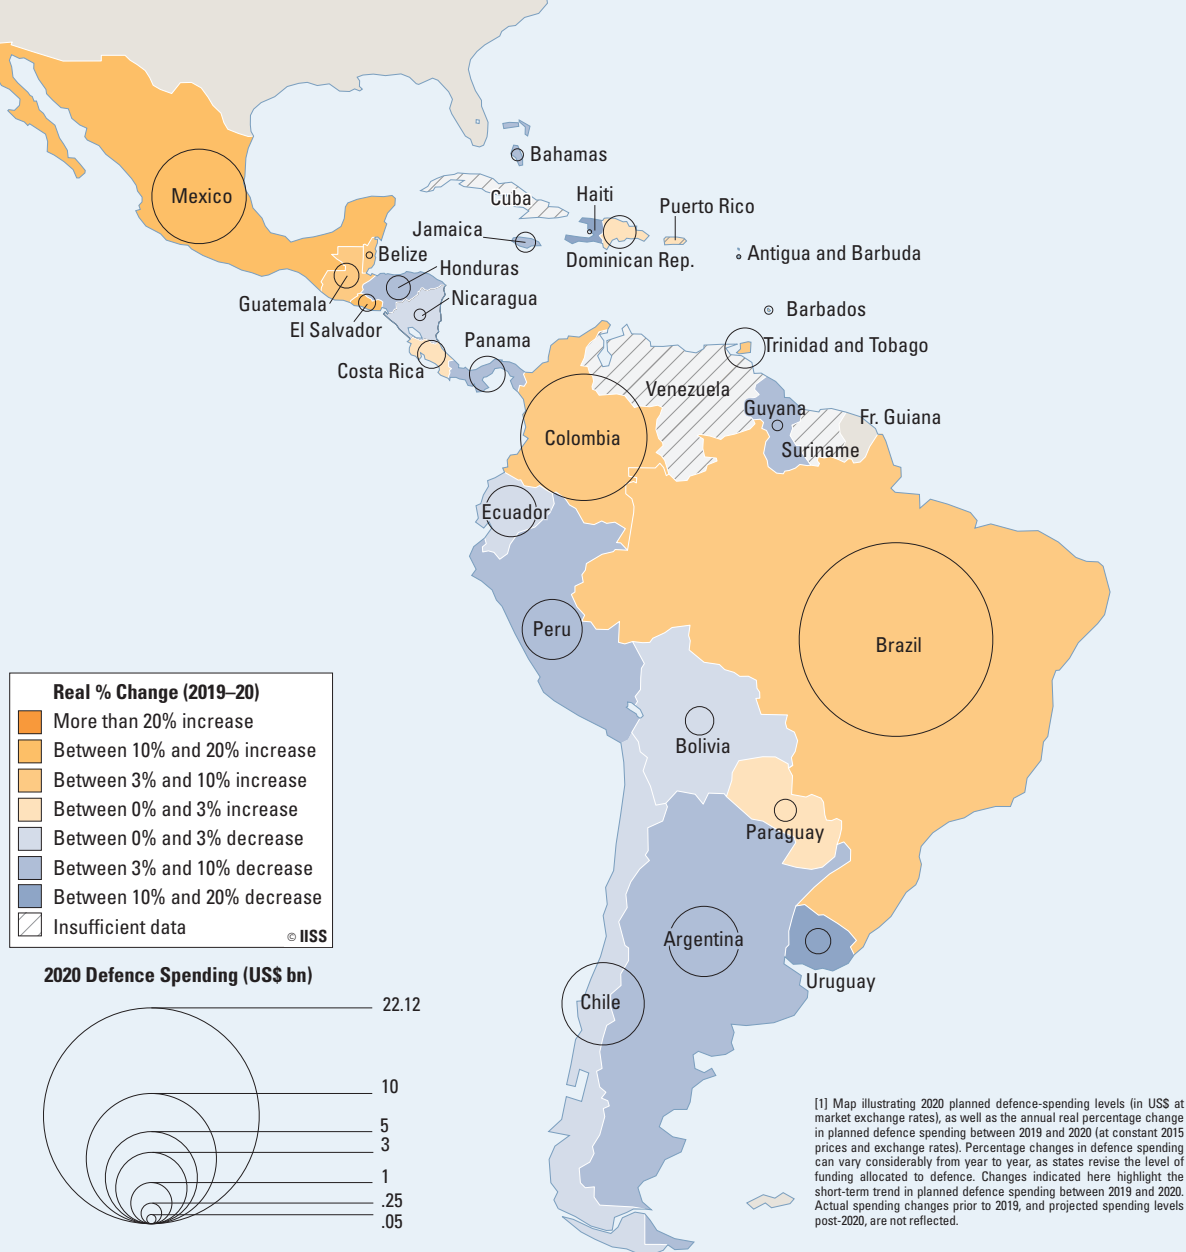 Bahamas
Mexico
Cuba
Haiti
Puerto Rico
Jamaica
Belize
Dominican Rep.
Antigua and Barbuda
Honduras
Guatemala
Nicaragua
Barbados
El Salvador
Panama
Trinidad and Tobago
Costa Rica
Venezuela
Guyana
Fr. Guiana
Colombia
Suriname
Ecuador
Peru
Brazil
Bolivia
Paraguay
Argentina
Uruguay
Chile
Real % Change (2019–20)
More than 20% increase
Between 10% and 20% increase
Between 3% and 10% increase
Between 0% and 3% increase
Between 0% and 3% decrease
Between 3% and 10% decrease
Between 10% and 20% decrease
Insufficient data
© IISS
2020 Defence Spending (US$ bn)
22.12
10
5
3
1
.25
.05
[1] Map illustrating 2020 planned defence-spending levels (in US$ at
market exchange rates), as well as the annual real percentage change
in planned defence spending between 2019 and 2020 (at constant 2015
prices and exchange rates). Percentage changes in defence spending
can vary considerably from year to year, as states revise the level of
funding allocated to defence. Changes indicated here highlight the
short-term trend in planned defence spending between 2019 and 2020.
Actual spending changes prior to 2019, and projected spending levels
post-2020, are not reflected.